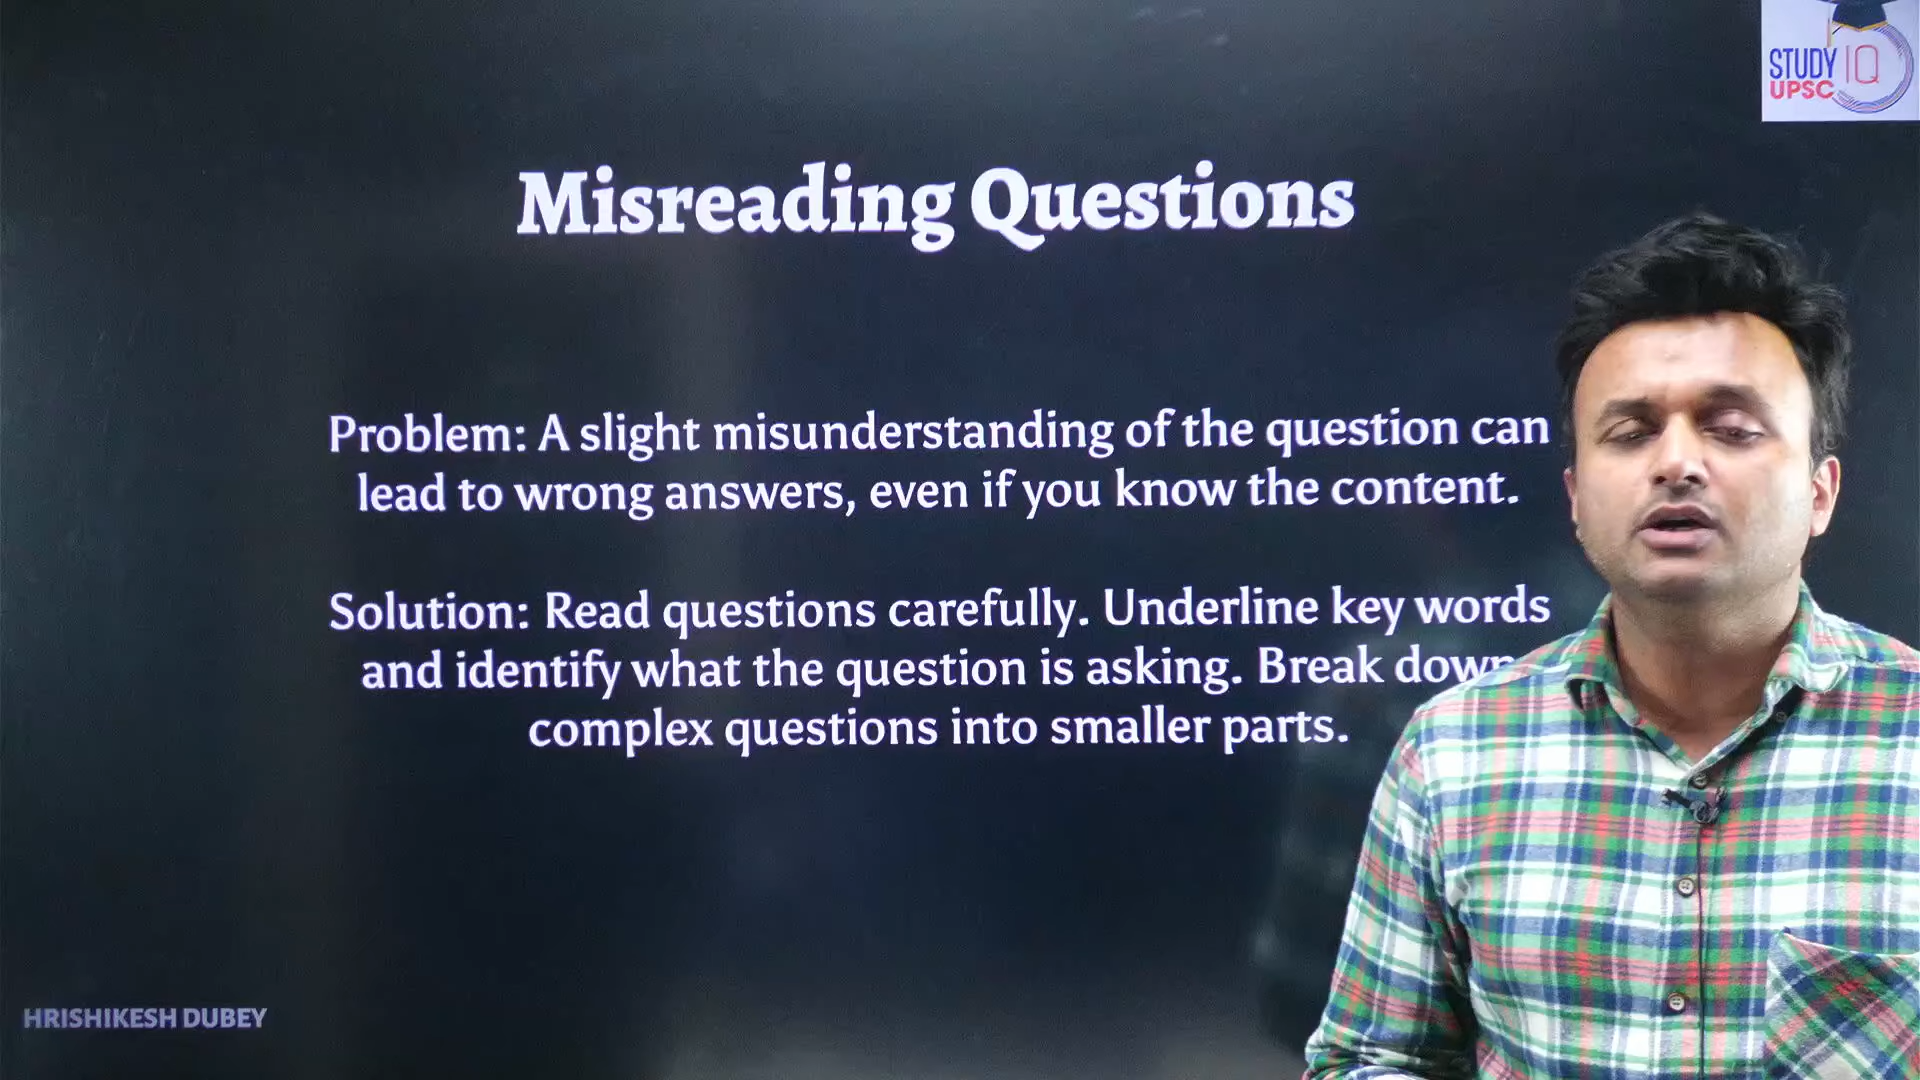 STUDY IQ
UPSC
Misreading Questions
Problem: A slight misunderstanding of the question can
lead to wrong answers, even if you know the content.
Solution: Read questions carefully. Underline key words
and identify what the question is asking. Break down
complex questions into smaller parts.
HRISHIKESH DUBEY